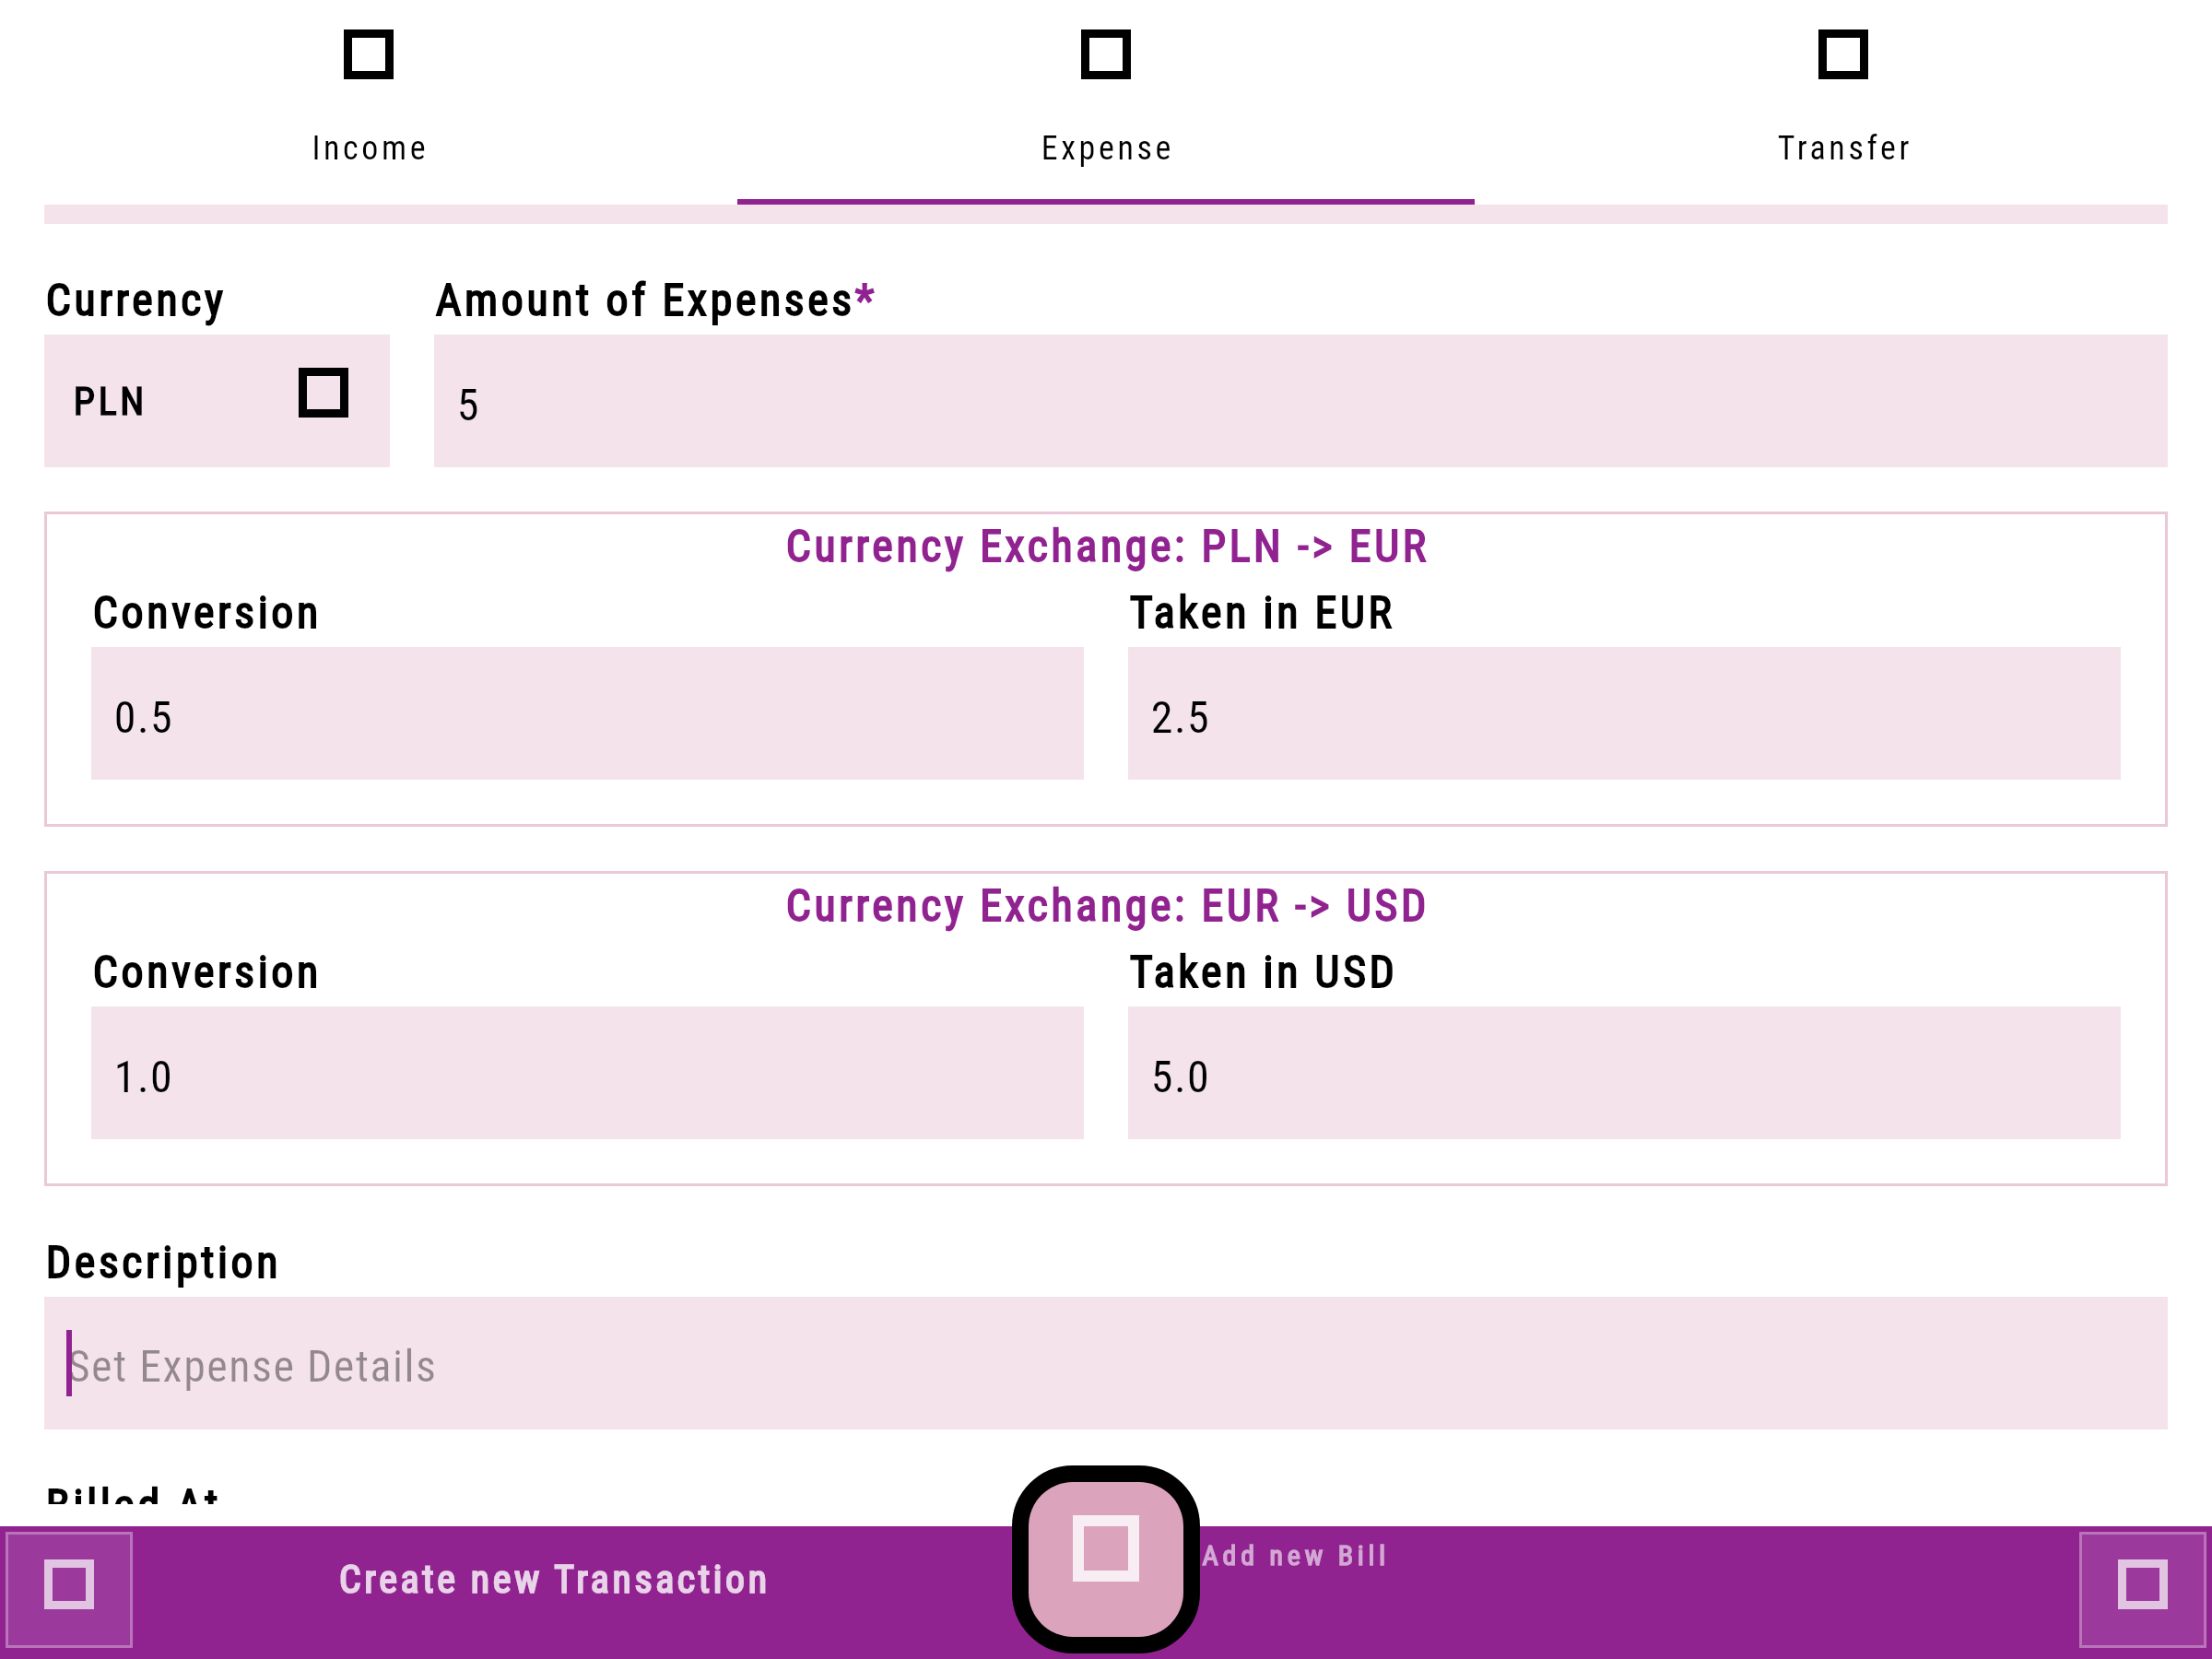 Income Expense Transfer
Currency Amount of Expenses*
PLN 5
Currency Exchange: PLN -> EUR
Conversion Taken in EUR
0.5 2.5
Currency Exchange: EUR -> USD
Conversion Taken in USD
1.0 5.0
Description
Set Expense Details
Billed At
Create new Transaction Add new Bill